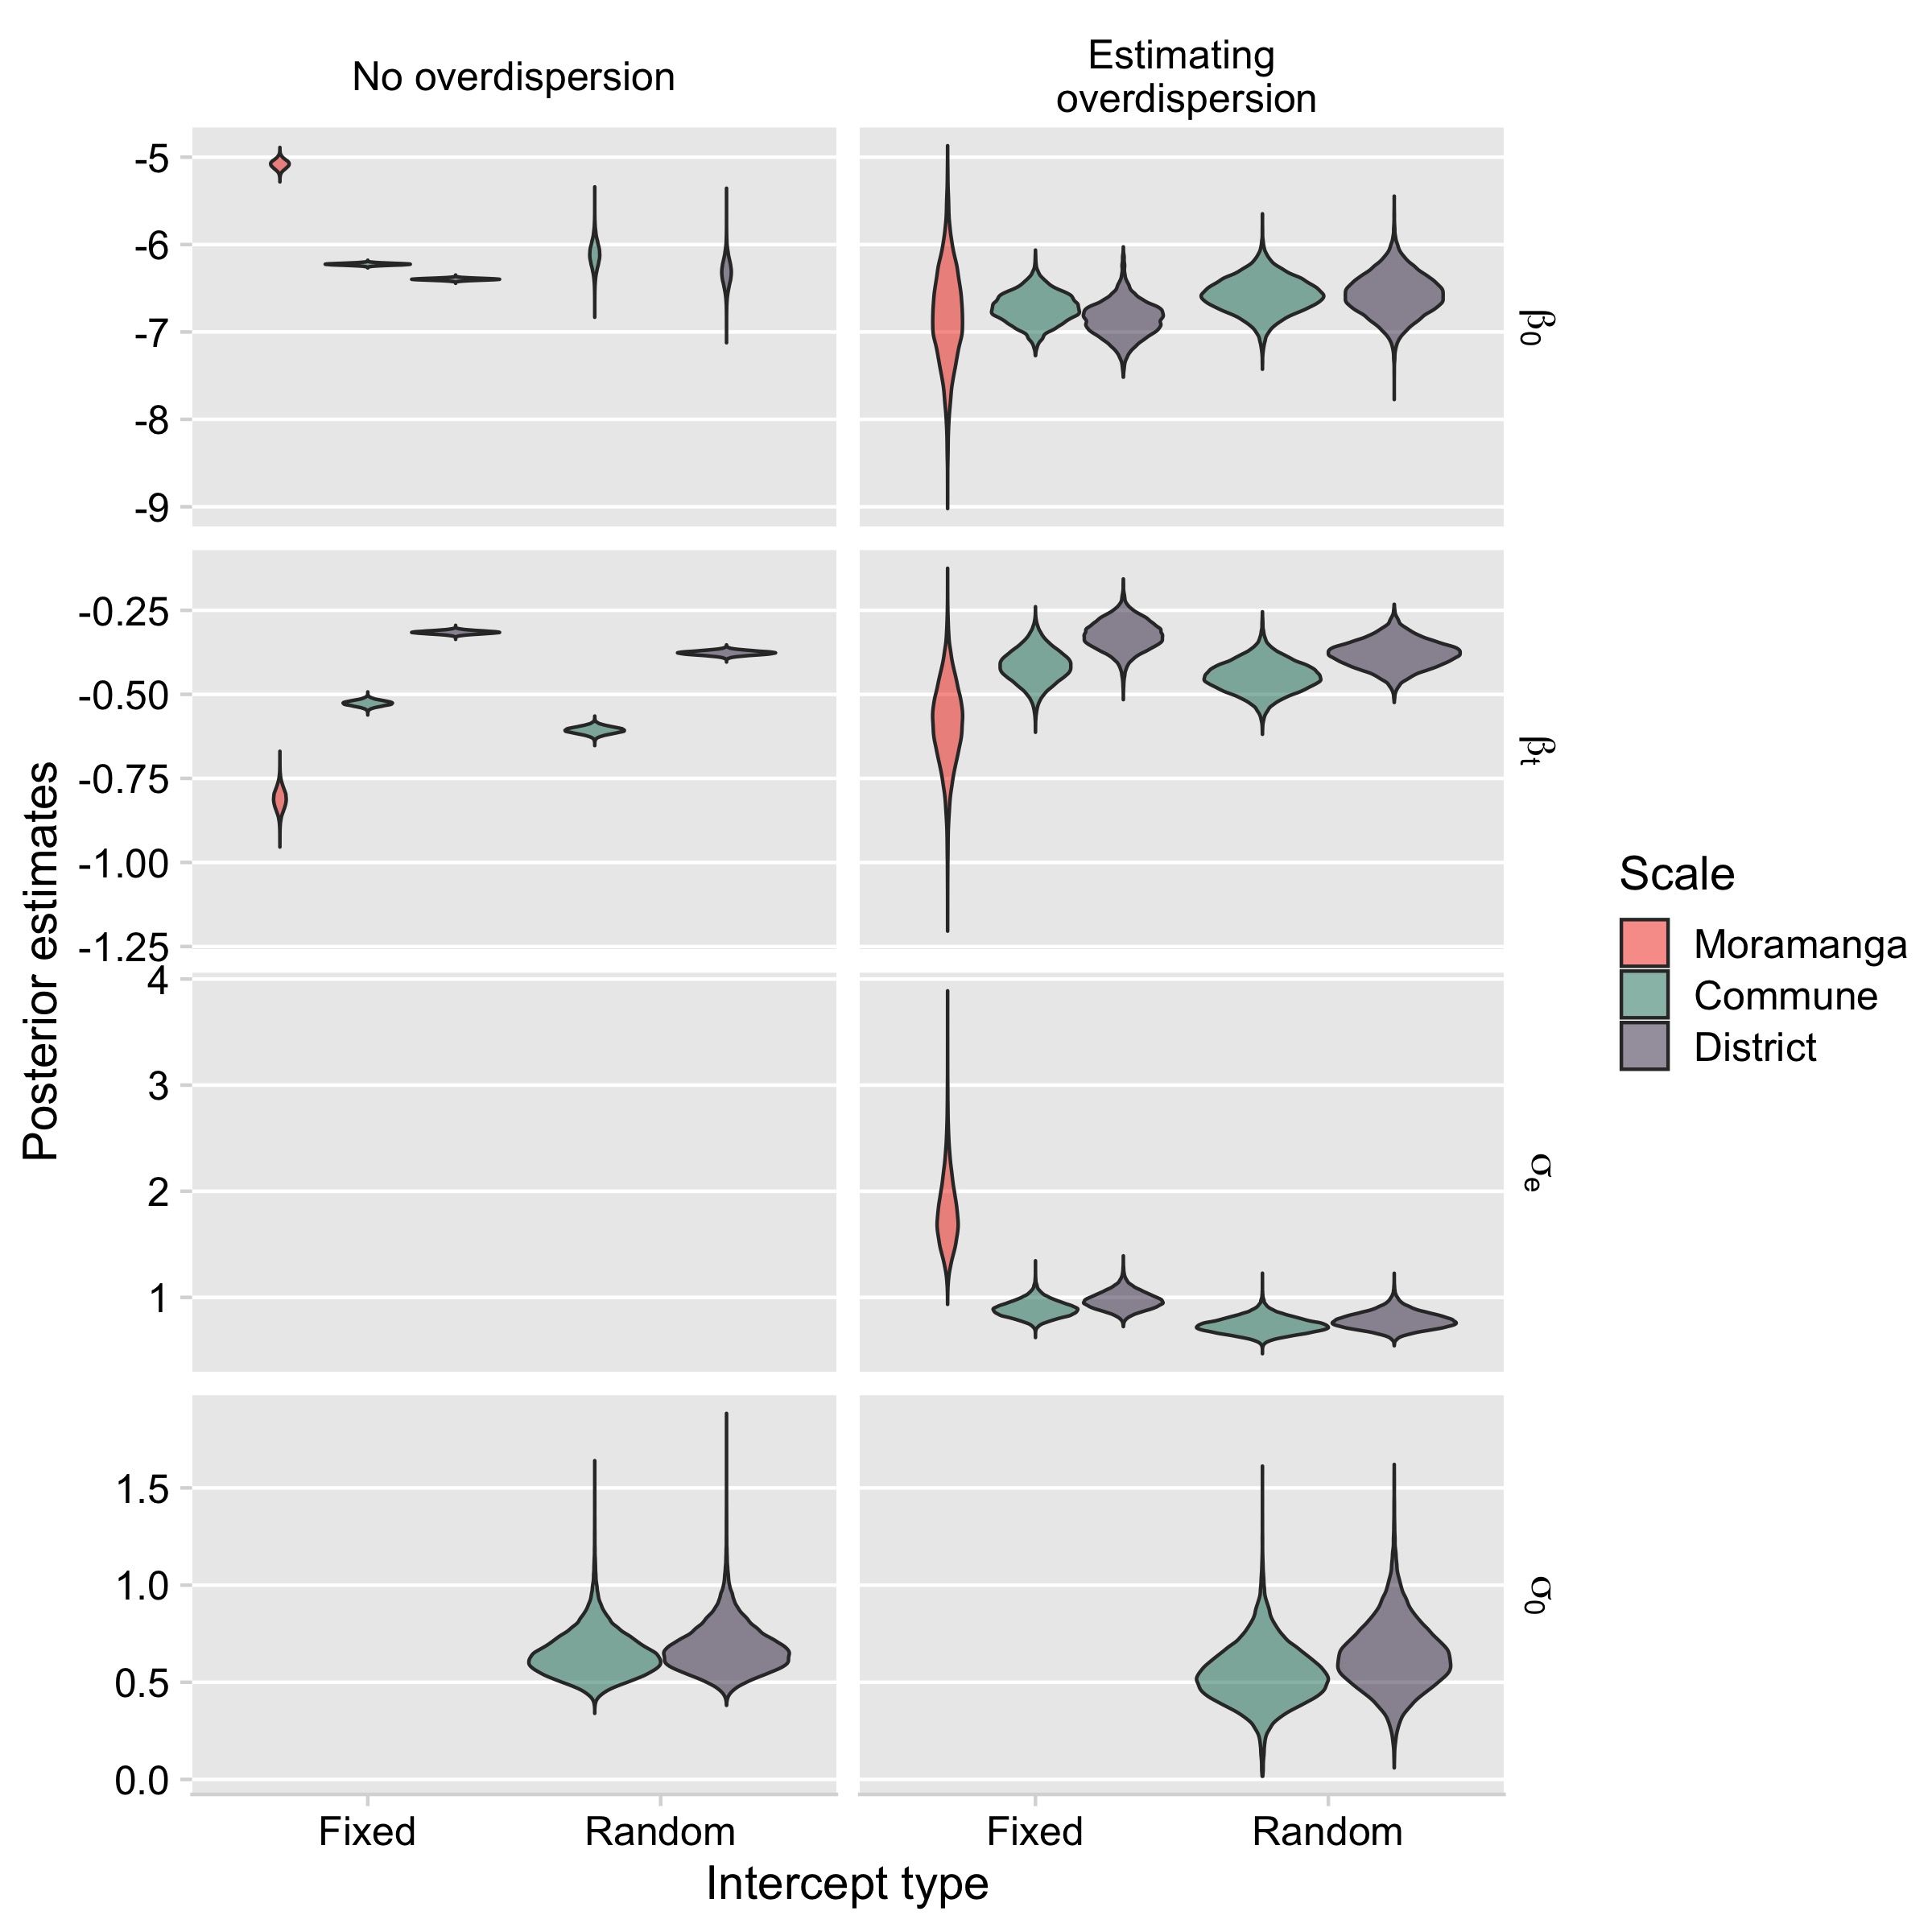 No overdispersion
Estimating
overdispersion
-5
-6
-7
-8
-9
β0
-0.25
-0.50
-0.75
-1.00
-1.25
βt
4
3
2
1
σe
1.5
1.0
0.5
0.0
σ0
Posterior estimates
Fixed
Random
Fixed
Random
Intercept type
Scale
Moramanga
Commune
District